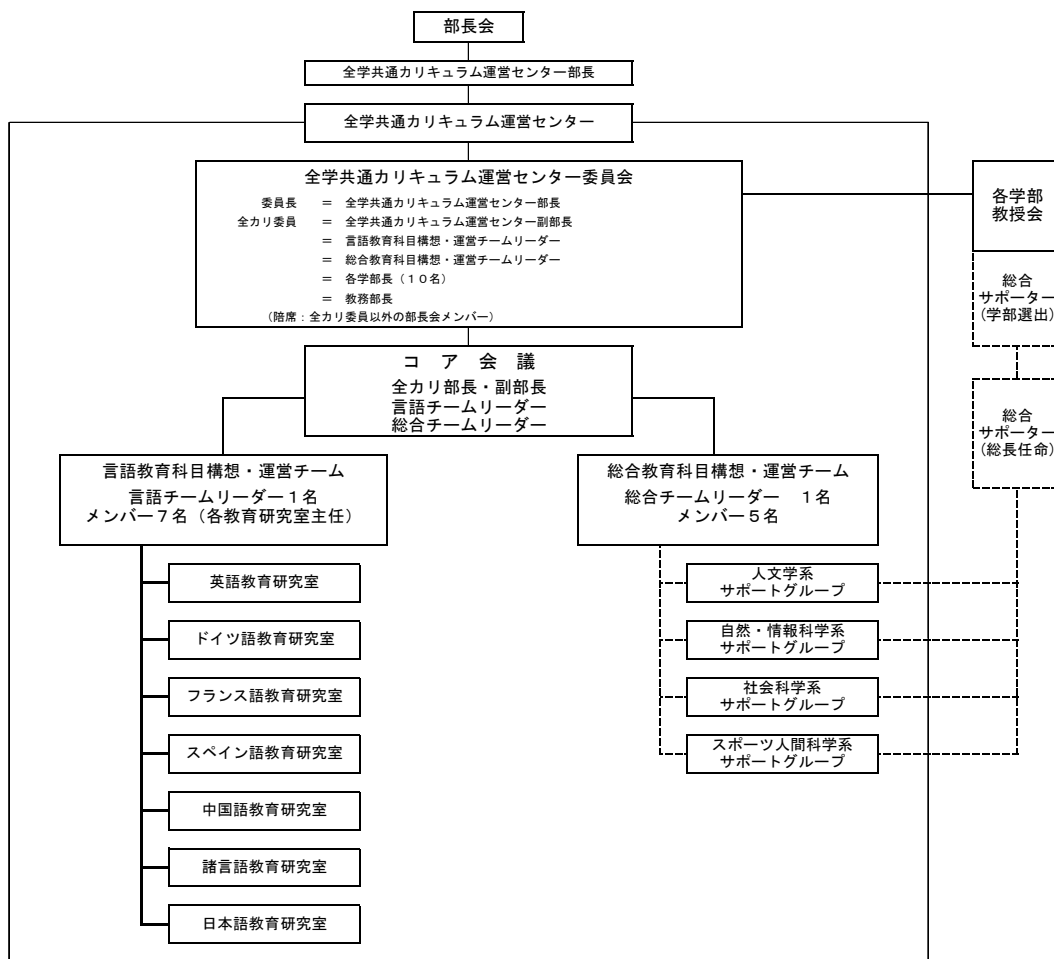 部長会
全学共通カリキュラム運営センター部長
全学共通カリキュラム運営センター
全学共通カリキュラム運営センター委員会
委員長 ＝ 全学共通カリキュラム運営センター部長
全カリ委員 ＝ 全学共通カリキュラム運営センター副部長
＝ 言語教育科目構想・運営チームリーダー
＝ 総合教育科目構想・運営チームリーダー
＝ 各学部長（１０名）
＝ 教務部長
（陪席：全カリ委員以外の部長会メンバー）
各学部
教授会
総合
サポーター
(学部選出)
総合
サポーター
(総長任命)
コ ア 会 議
全カリ部長・副部長
言語チームリーダー
総合チームリーダー
言語教育科目構想・運営チーム
言語チームリーダー１名
メンバー７名（各教育研究室主任）
総合教育科目構想・運営チーム
総合チームリーダー　１名
メンバー５名
英語教育研究室
ドイツ語教育研究室
フランス語教育研究室
スペイン語教育研究室
中国語教育研究室
諸言語教育研究室
日本語教育研究室
人文学系
サポートグループ
自然・情報科学系
サポートグループ
社会科学系
サポートグループ
スポーツ人間科学系
サポートグループ